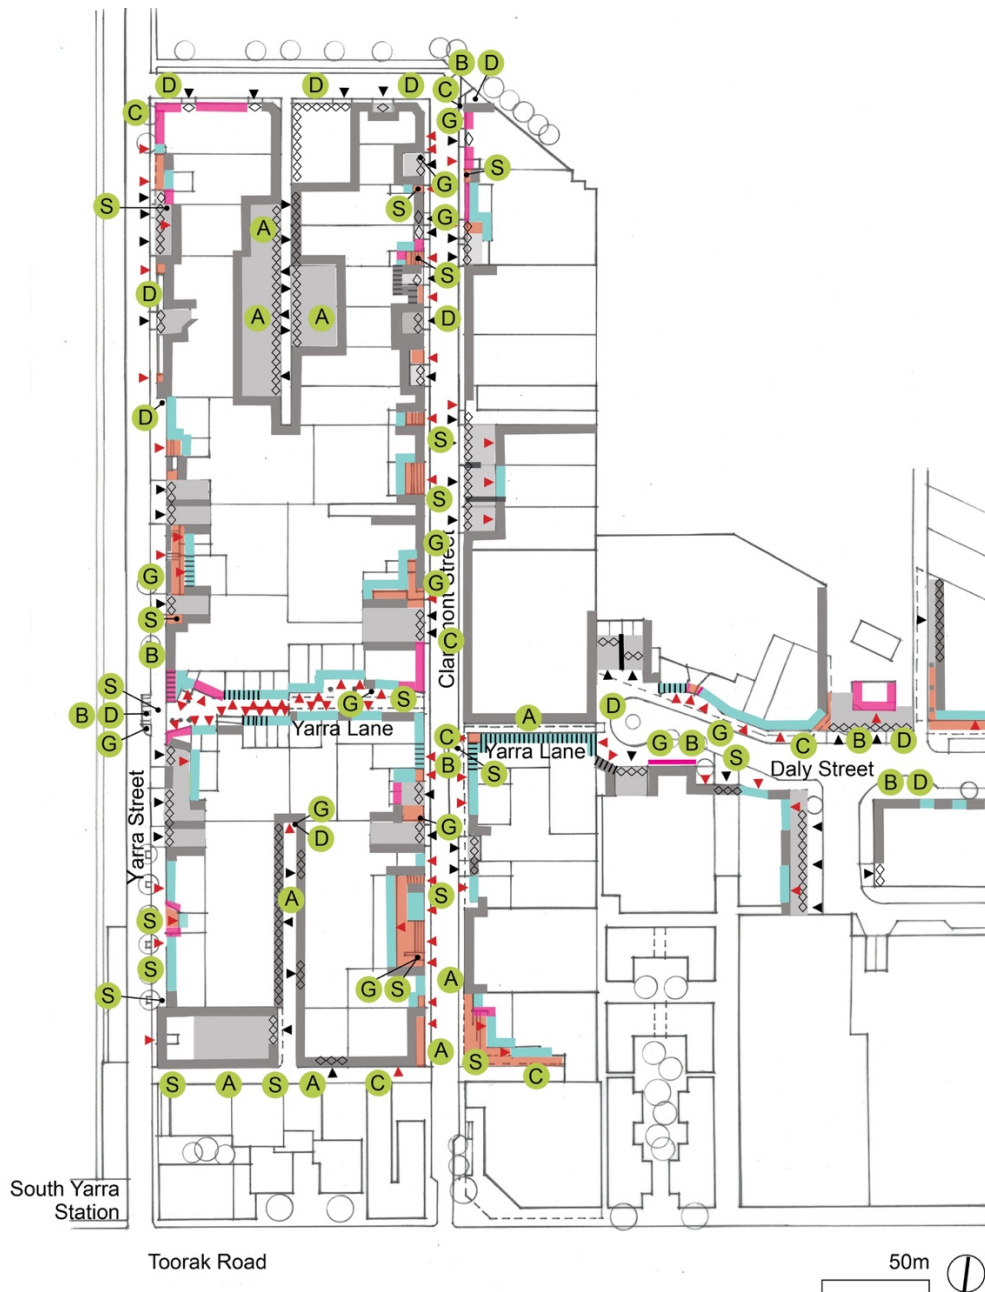 B D
D D D C
C G
S
G
S S G
A
S
D A A D
D
S
S
G
G G
S
Claremont Street
C
B
S
G S
B D D
G Yarra Lane A
C Yarra Lane G B G S C B D
B S Daly Street
B D
Yarra Street
G G
D
A
S S
S
G S A
S
A
S
S A S A C C
South Yarra
Station
Toorak Road
50m